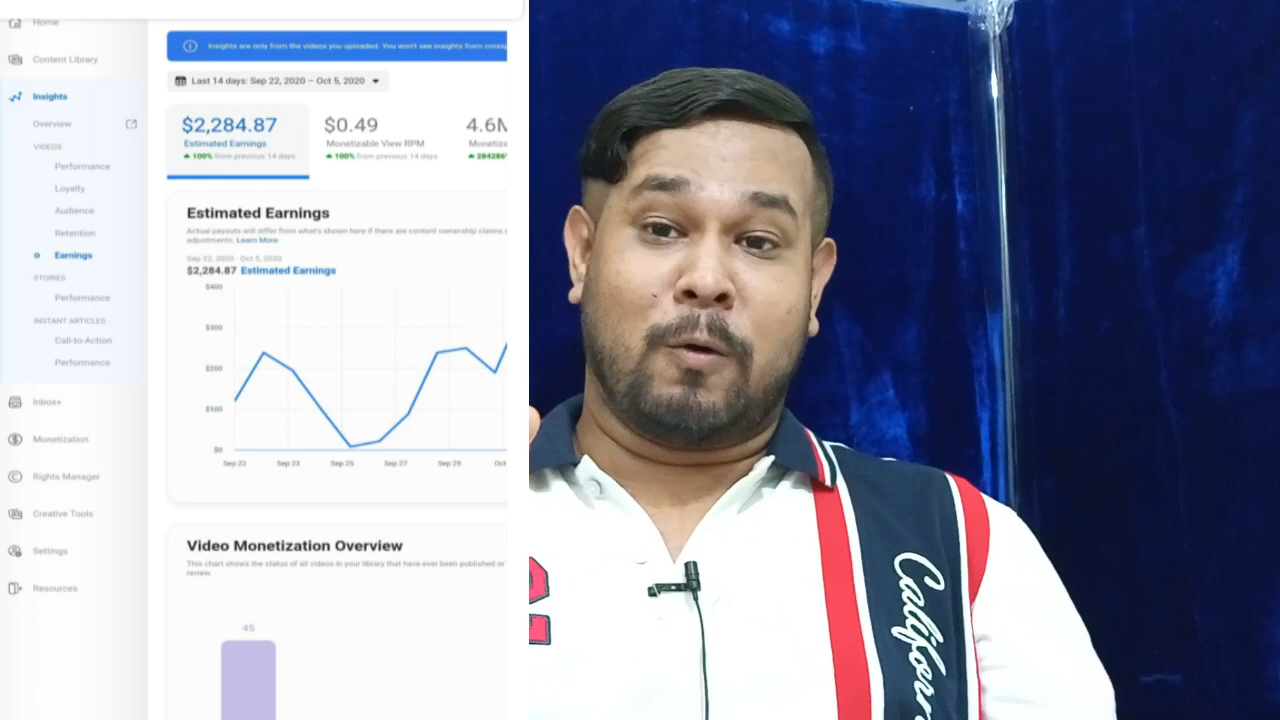 Home
Content Library
Insights
Overview
VIDEOS
Performance
Loyalty
Audience
Retention
Earnings
STORIES
Performance
INSTANT ARTICLES
Call-to-Action
Performance
Inbox+
Monetization
Rights Manager
Creative Tools
Settings
Resources
Insights are only from the videos you uploaded. You won't see insights from
Last 14 days: Sep 22, 2020 – Oct 5, 2020
$2,284.87
Estimated Earnings
100% from previous 14 days
$0.49
Monetizable View RPM
100% from previous 14 days
4.6M
Monetiza
284286
Estimated Earnings
Actual payouts will differ from what's shown here if there are content ownership claims
adjustments. Learn More
Sep 22, 2020 - Oct 5, 2020
$2,284.87 Estimated Earnings
$400
$300
$200
$100
$0
Sep 22 Sep 23 Sep 25 Sep 27 Sep 29 Oct
Video Monetization Overview
This chart shows the status of all videos in your library that have ever been published or
review.
45
Californ